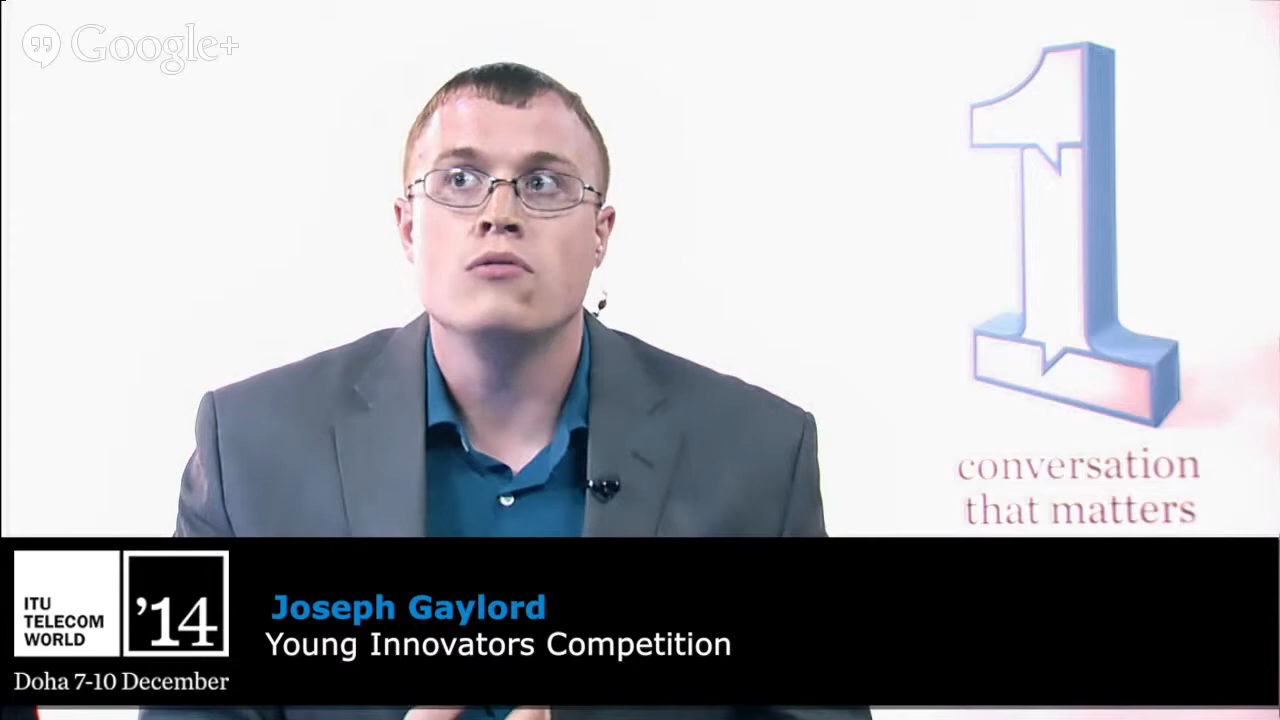 Google+
1
conversation
that matters
ITU
TELECOM
WORLD
'14
Doha 7-10 December
Joseph Gaylord
Young Innovators Competition